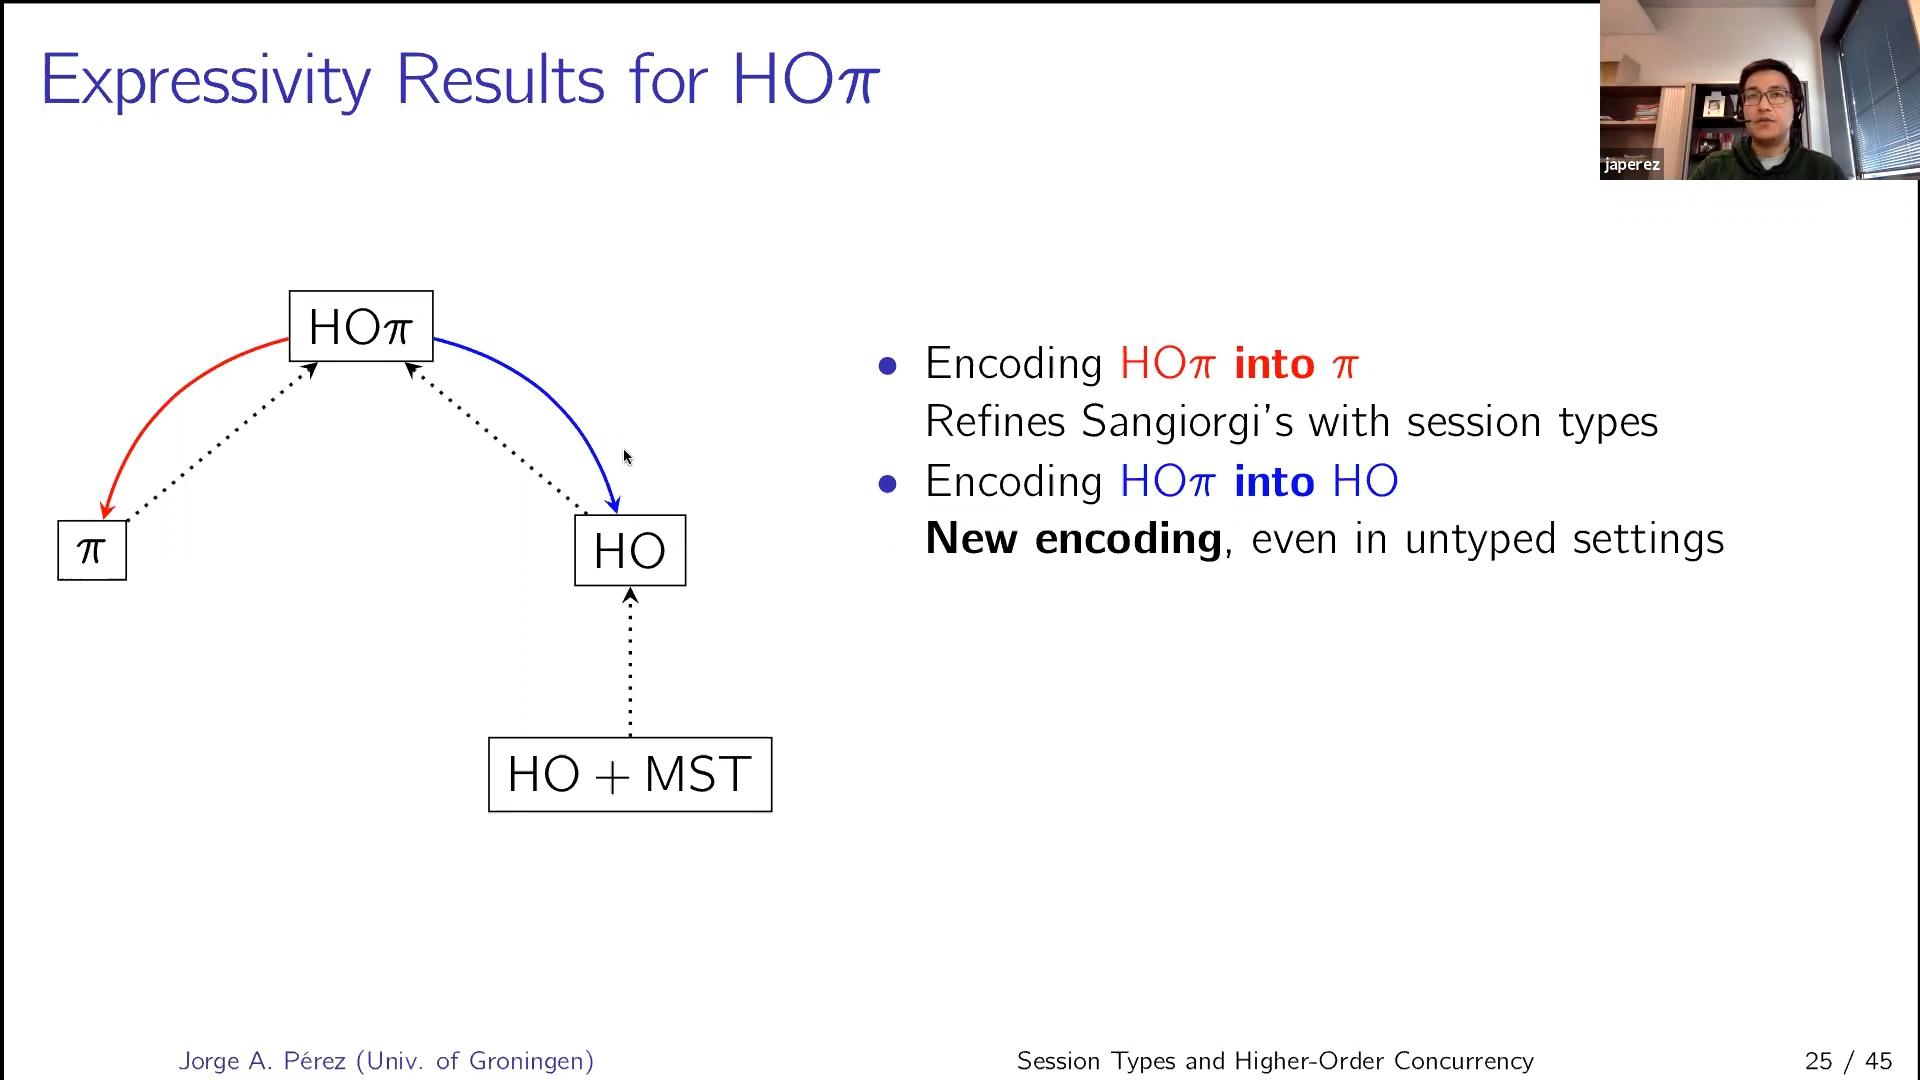 Expressivity Results for HOπ
japerez
HOπ
π
HO
HO + MST
• Encoding HOπ into π
Refines Sangiorgi's with session types
• Encoding HOπ into HO
New encoding, even in untyped settings
Jorge A. Pérez (Univ. of Groningen)
Session Types and Higher-Order Concurrency
25 / 45